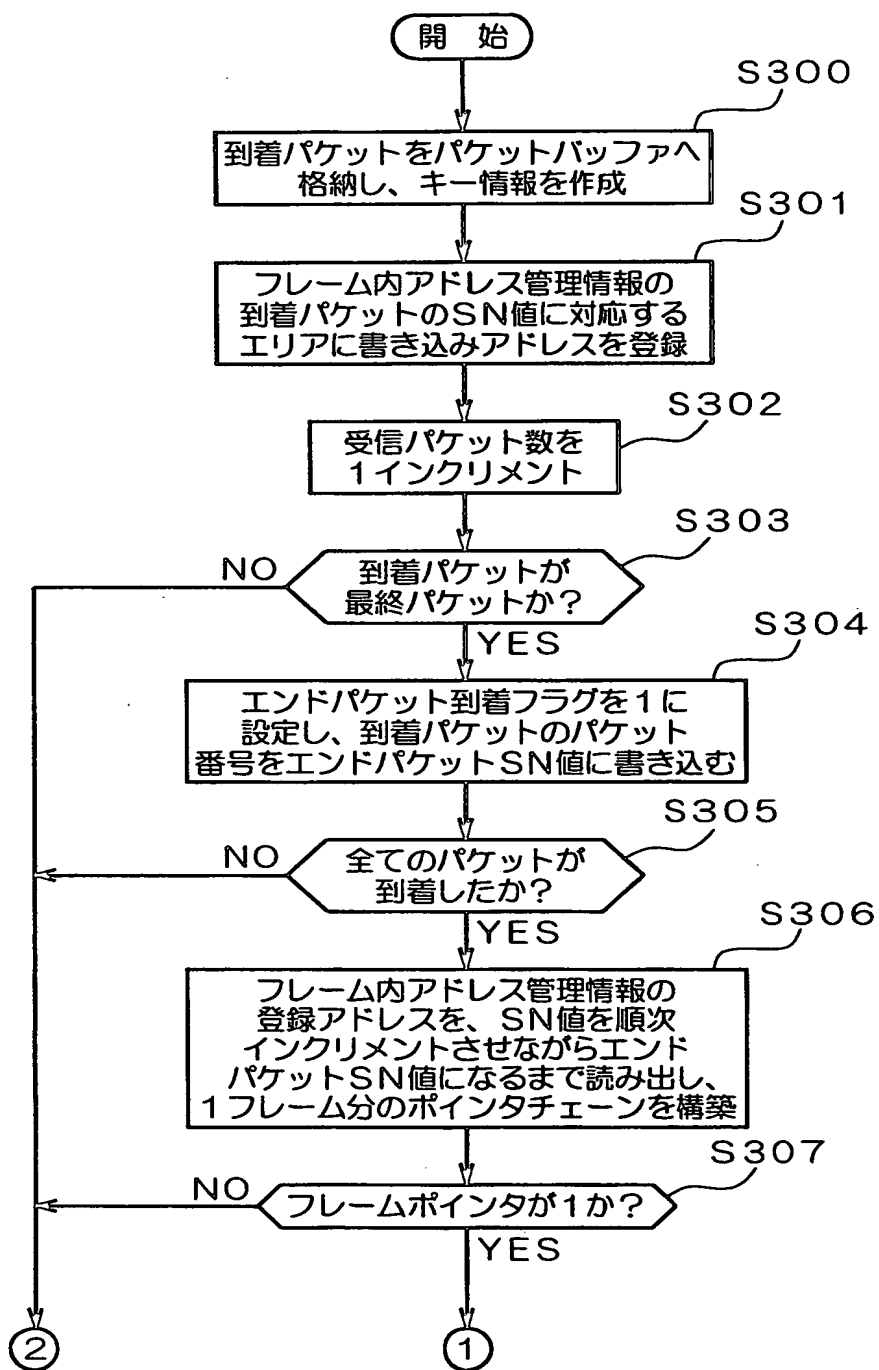 開 始
S300
到着パケットをパケットバッファへ
格納し、キー情報を作成
S301
フレーム内アドレス管理情報の
到着パケットのSN値に対応する
エリアに書き込みアドレスを登録
S302
受信パケット数を
1インクリメント
S303
到着パケットが
最終パケットか?
NO
YES
S304
エンドパケット到着フラグを1に
設定し、到着パケットのパケット
番号をエンドパケットSN値に書き込む
S305
全てのパケットが
到着したか?
NO
YES
S306
フレーム内アドレス管理情報の
登録アドレスを、SN値を順次
インクリメントさせながらエンド
パケットSN値になるまで読み出し、
1フレーム分のポインタチェーンを構築
S307
フレームポインタが1か?
NO
YES
2
1